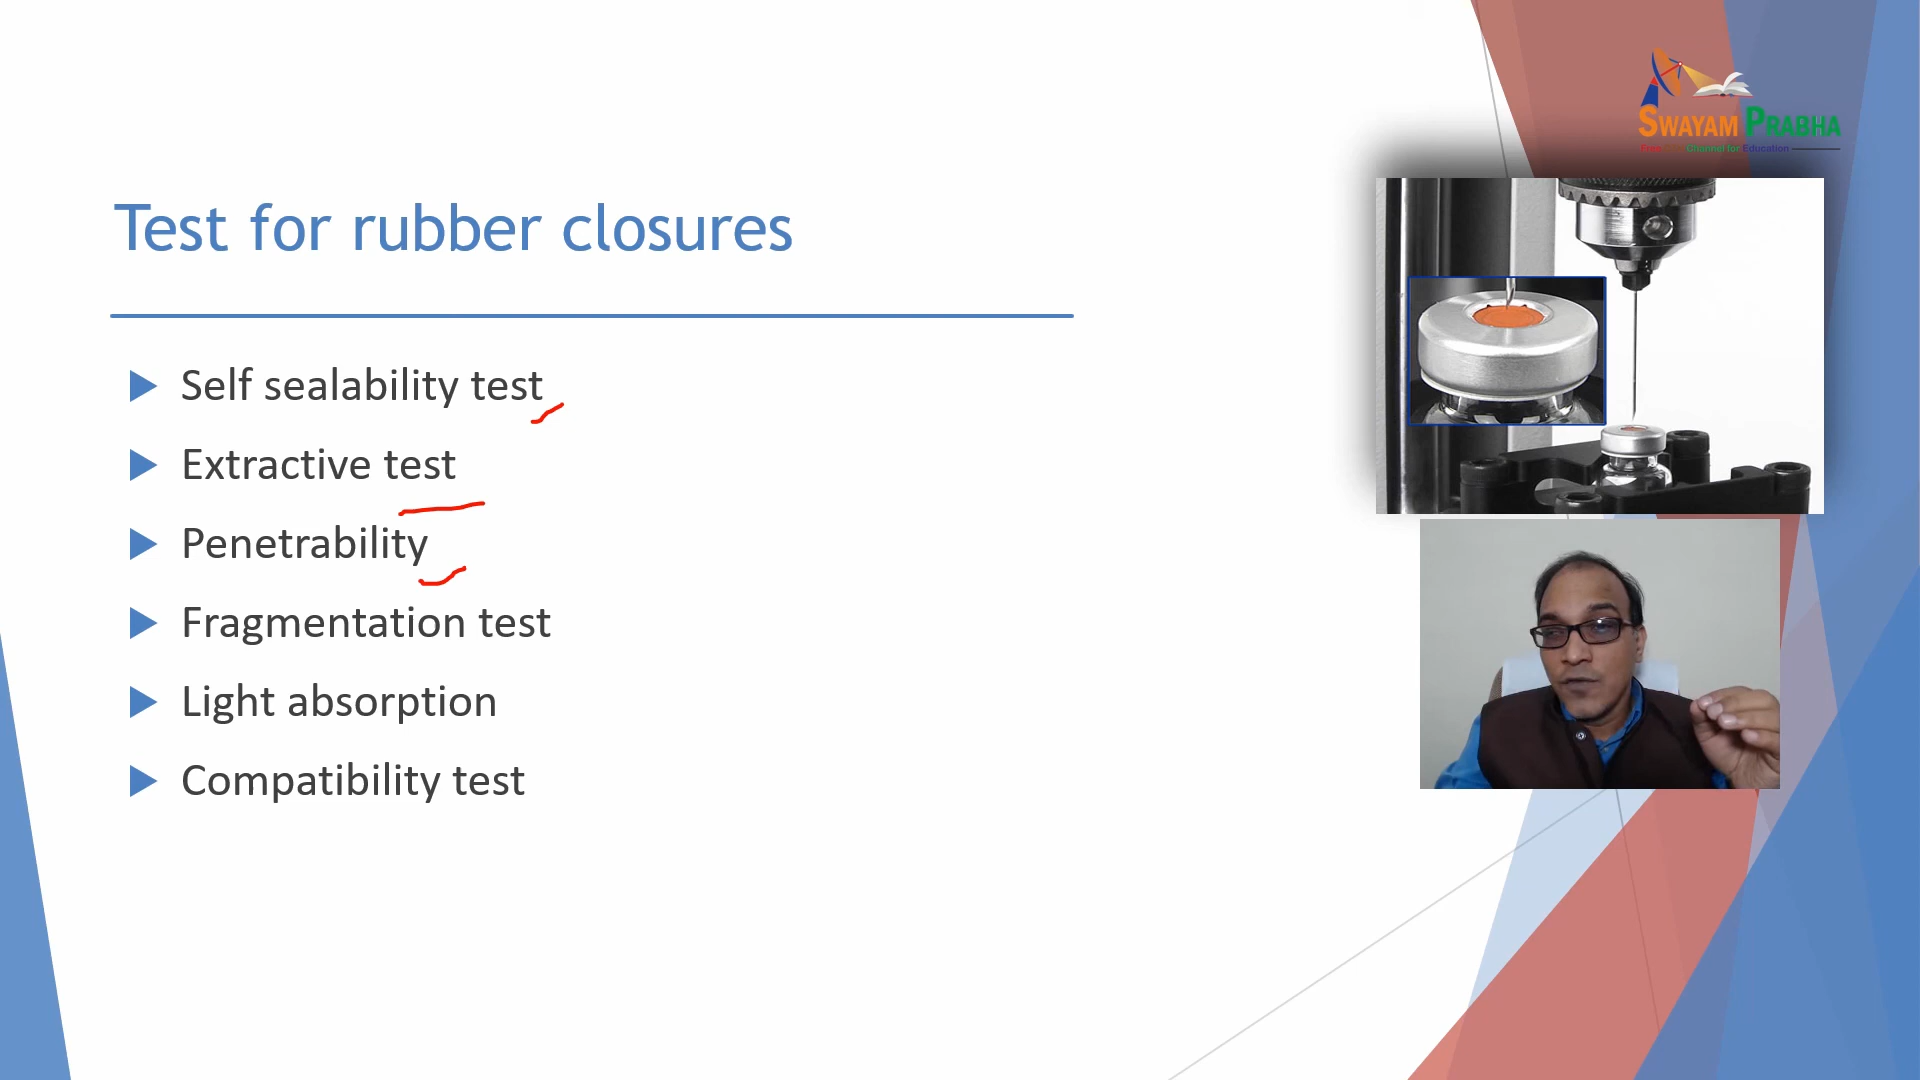 SWAYAM PRABHA
Free DTH Channel for Education
Test for rubber closures
Self sealability test
Extractive test
Penetrability
Fragmentation test
Light absorption
Compatibility test